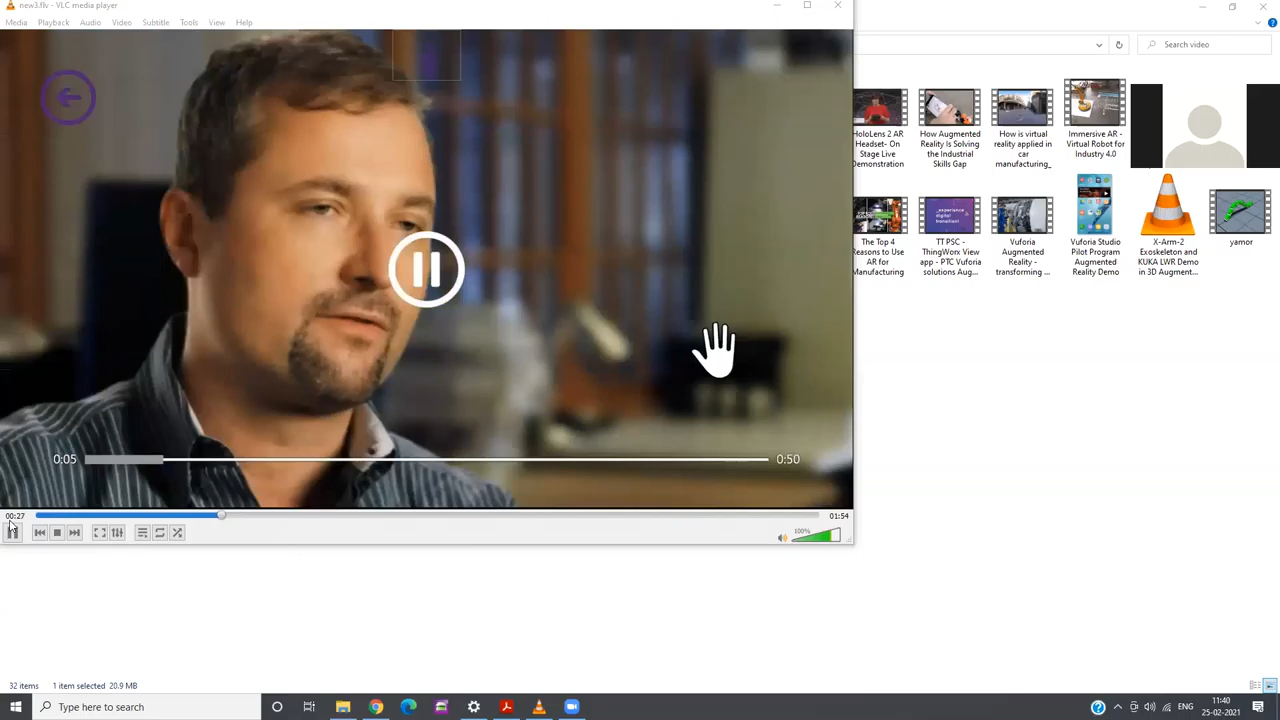 new3.flv - VLC media player
Media Playback Audio Video Subtitle Tools View Help
Search video
HoloLens 2 AR
Headset- On
Stage Live
Demonstration
How Augmented
Reality Is Solving
the Industrial
Skills Gap
How is virtual
reality applied in
car
manufacturing_
Immersive AR -
Virtual Robot for
Industry 4.0
The Top 4
Reasons to Use
AR for
Manufacturing
_experience
digital
transition!
TT PSC -
ThingWorx View
app - PTC Vuforia
solutions Aug...
Vuforia
Augmented
Reality -
transforming ...
Vuforia Studio
Pilot Program
Augmented
Reality Demo
X-Arm-2
Exoskeleton and
KUKA LWR Demo
in 3D Augment...
yamor
0:05 0:50
00:27 01:54
100%
32 items 1 item selected 20.9 MB
Type here to search
ENG
11:40
25-02-2021